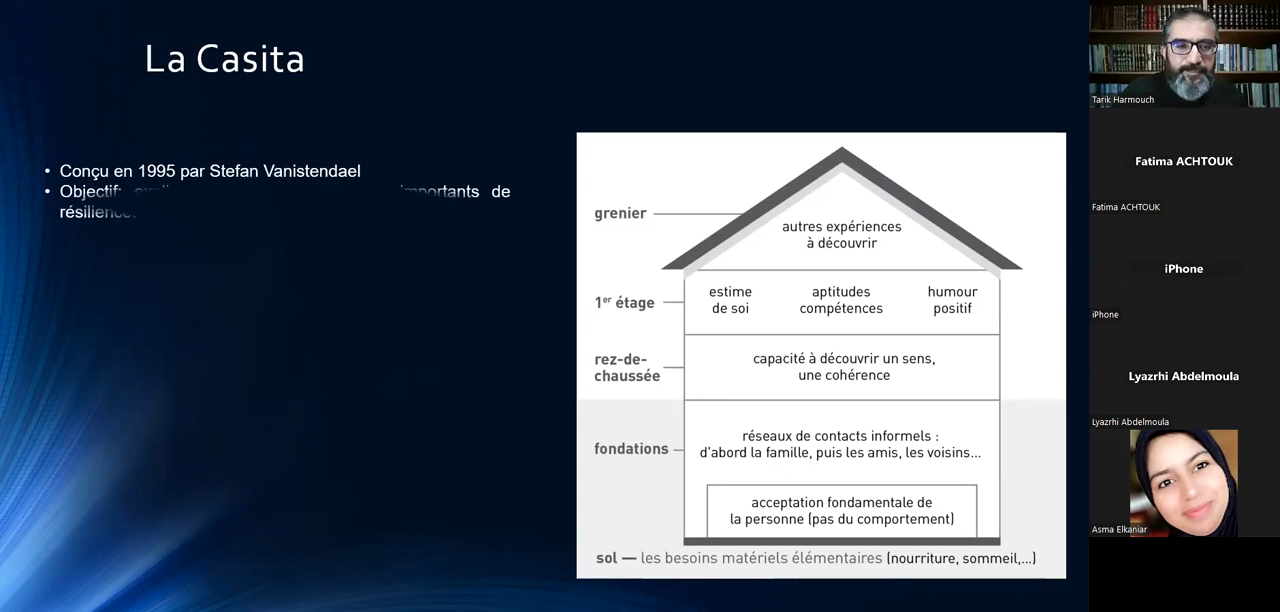 La Casita
• Conçu en 1995 par Stefan Vanistendael
• Objectif: importants de
résilience.
grenier
autres expériences
à découvrir
1er étage
estime
de soi
aptitudes
compétences
humour
positif
rez-de-
chaussée
capacité à découvrir un sens,
une cohérence
fondations
réseaux de contacts informels :
d'abord la famille, puis les amis, les voisins...
acceptation fondamentale de
la personne (pas du comportement)
sol — les besoins matériels élémentaires (nourriture, sommeil,...)
Tarik Harmouch
Fatima ACHTOUK
Fatima ACHTOUK
iPhone
iPhone
Lyazrhi Abdelmoula
Lyazrhi Abdelmoula
Asma Elkaniar